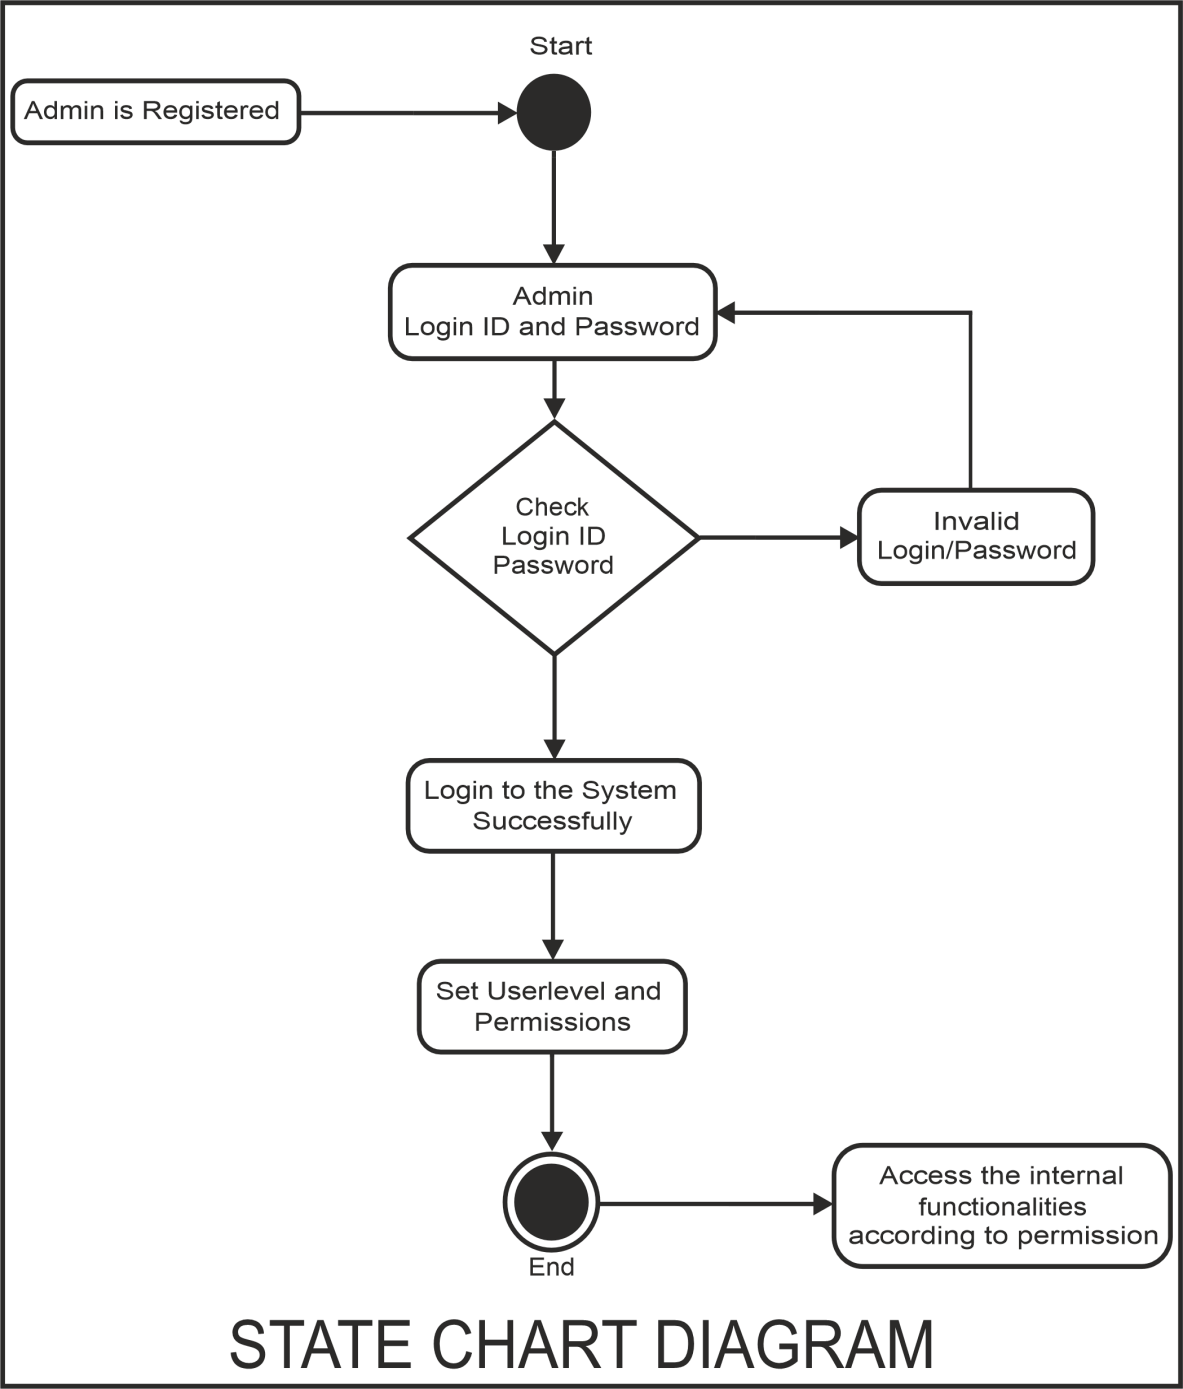 Start
Admin is Registered
Admin
Login ID and Password
Check
Login ID
Password
Invalid
Login/Password
Login to the System
Successfully
Set Userlevel and
Permissions
End
Access the internal
functionalities
according to permission
STATE CHART DIAGRAM